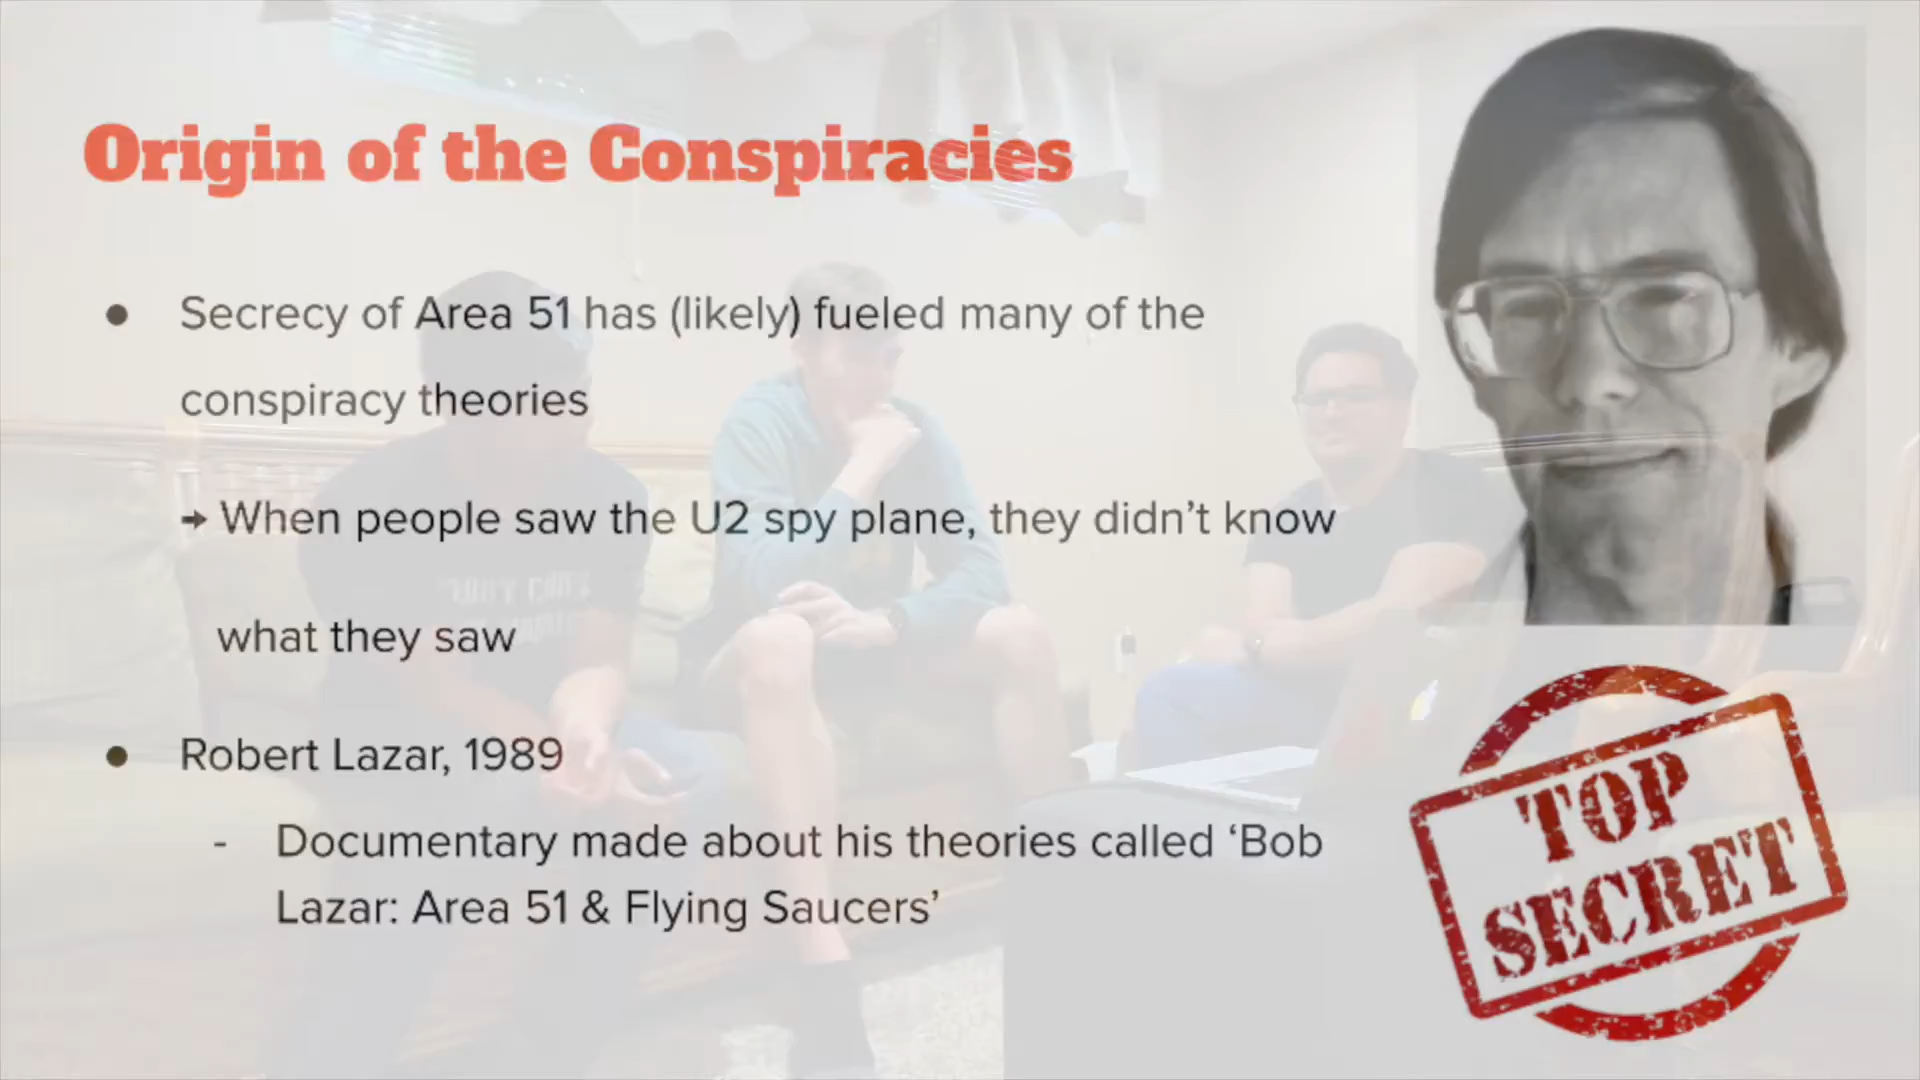 Origin of the Conspiracies
● Secrecy of Area 51 has (likely) fueled many of the
conspiracy theories
→ When people saw the U2 spy plane, they didn’t know
what they saw
● Robert Lazar, 1989
- Documentary made about his theories called ‘Bob
Lazar: Area 51 & Flying Saucers’
TOP
SECRET